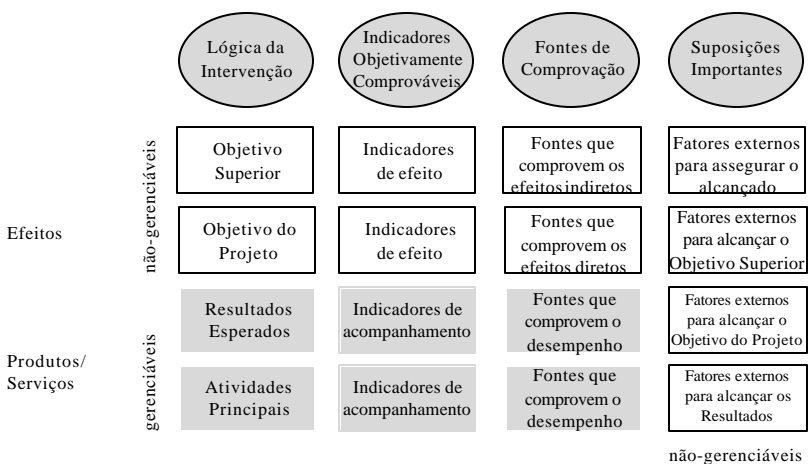 Lógica da
Intervenção
Indicadores
Objetivamente
Comprováveis
Fontes de
Comprovação
Suposições
Importantes
Efeitos
não-gerenciáveis
Objetivo
Superior
Indicadores
de efeito
Fontes que
comprovem os
efeitos indiretos
Fatores externos
para assegurar o
alcançado
Objetivo do
Projeto
Indicadores
de efeito
Fontes que
comprovem os
efeitos diretos
Fatores externos
para alcançar o
Objetivo Superior
Produtos/
Serviços
gerenciáveis
Resultados
Esperados
Indicadores de
acompanhamento
Fontes que
comprovem o
desempenho
Fatores externos
para alcançar o
Objetivo do Projeto
Atividades
Principais
Indicadores de
acompanhamento
Fontes que
comprovem o
desempenho
Fatores externos
para alcançar os
Resultados
não-gerenciáveis